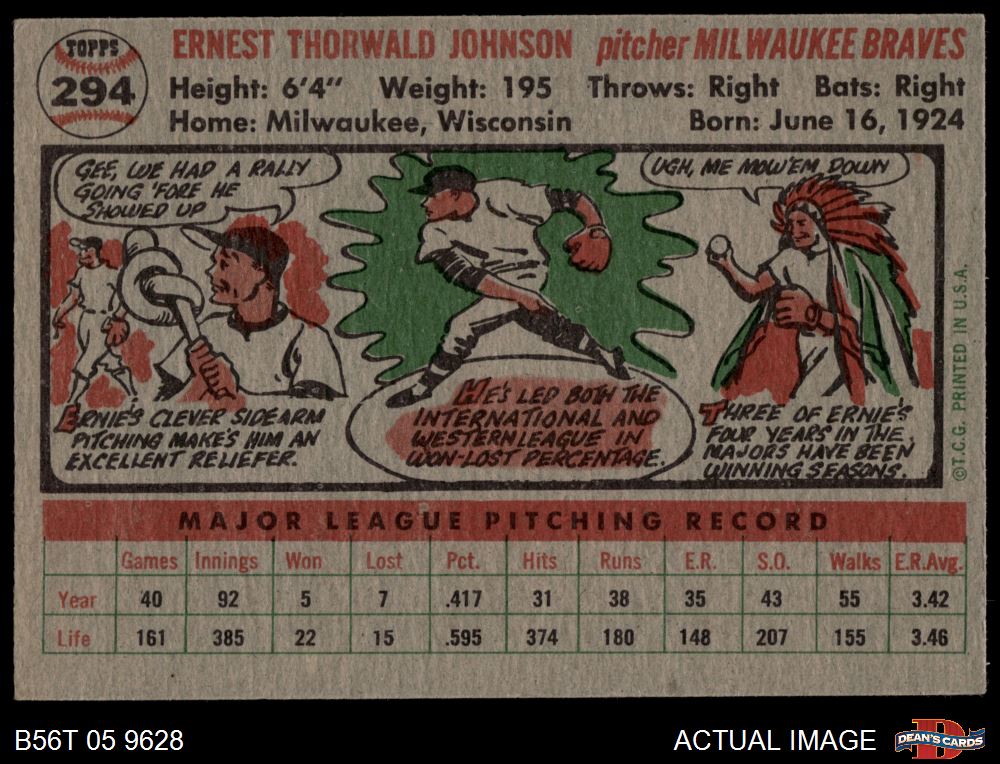 TOPPS
294
ERNEST THORWALD JOHNSON pitcher MILWAUKEE BRAVES
Height: 6'4" Weight: 195 Throws: Right Bats: Right
Home: Milwaukee, Wisconsin Born: June 16, 1924
GEE, WE HAD A RALLY
GOING 'FORE HE
SHOWED UP
UGH, ME MOW 'EM DOWN
ERNIE'S CLEVER SIDEARM
PITCHING MAKES HIM AN
EXCELLENT RELIEFER.
HE'S LED BOTH THE
INTERNATIONAL AND
WESTERN LEAGUE IN
WON-LOST PERCENTAGE.
THREE OF ERNIE'S
FOUR YEARS IN THE
MAJORS HAVE BEEN
WINNING SEASONS.
©T.C.G. PRINTED IN U.S.A.
MAJOR LEAGUE PITCHING RECORD
Games Innings Won Lost Pct. Hits Runs E.R. S.O. Walks E.R.Avg.
Year 40 92 5 7 .417 31 38 35 43 55 3.42
Life 161 385 22 15 .595 374 180 148 207 155 3.46
B56T 05 9628 ACTUAL IMAGE
DEAN'S CARDS